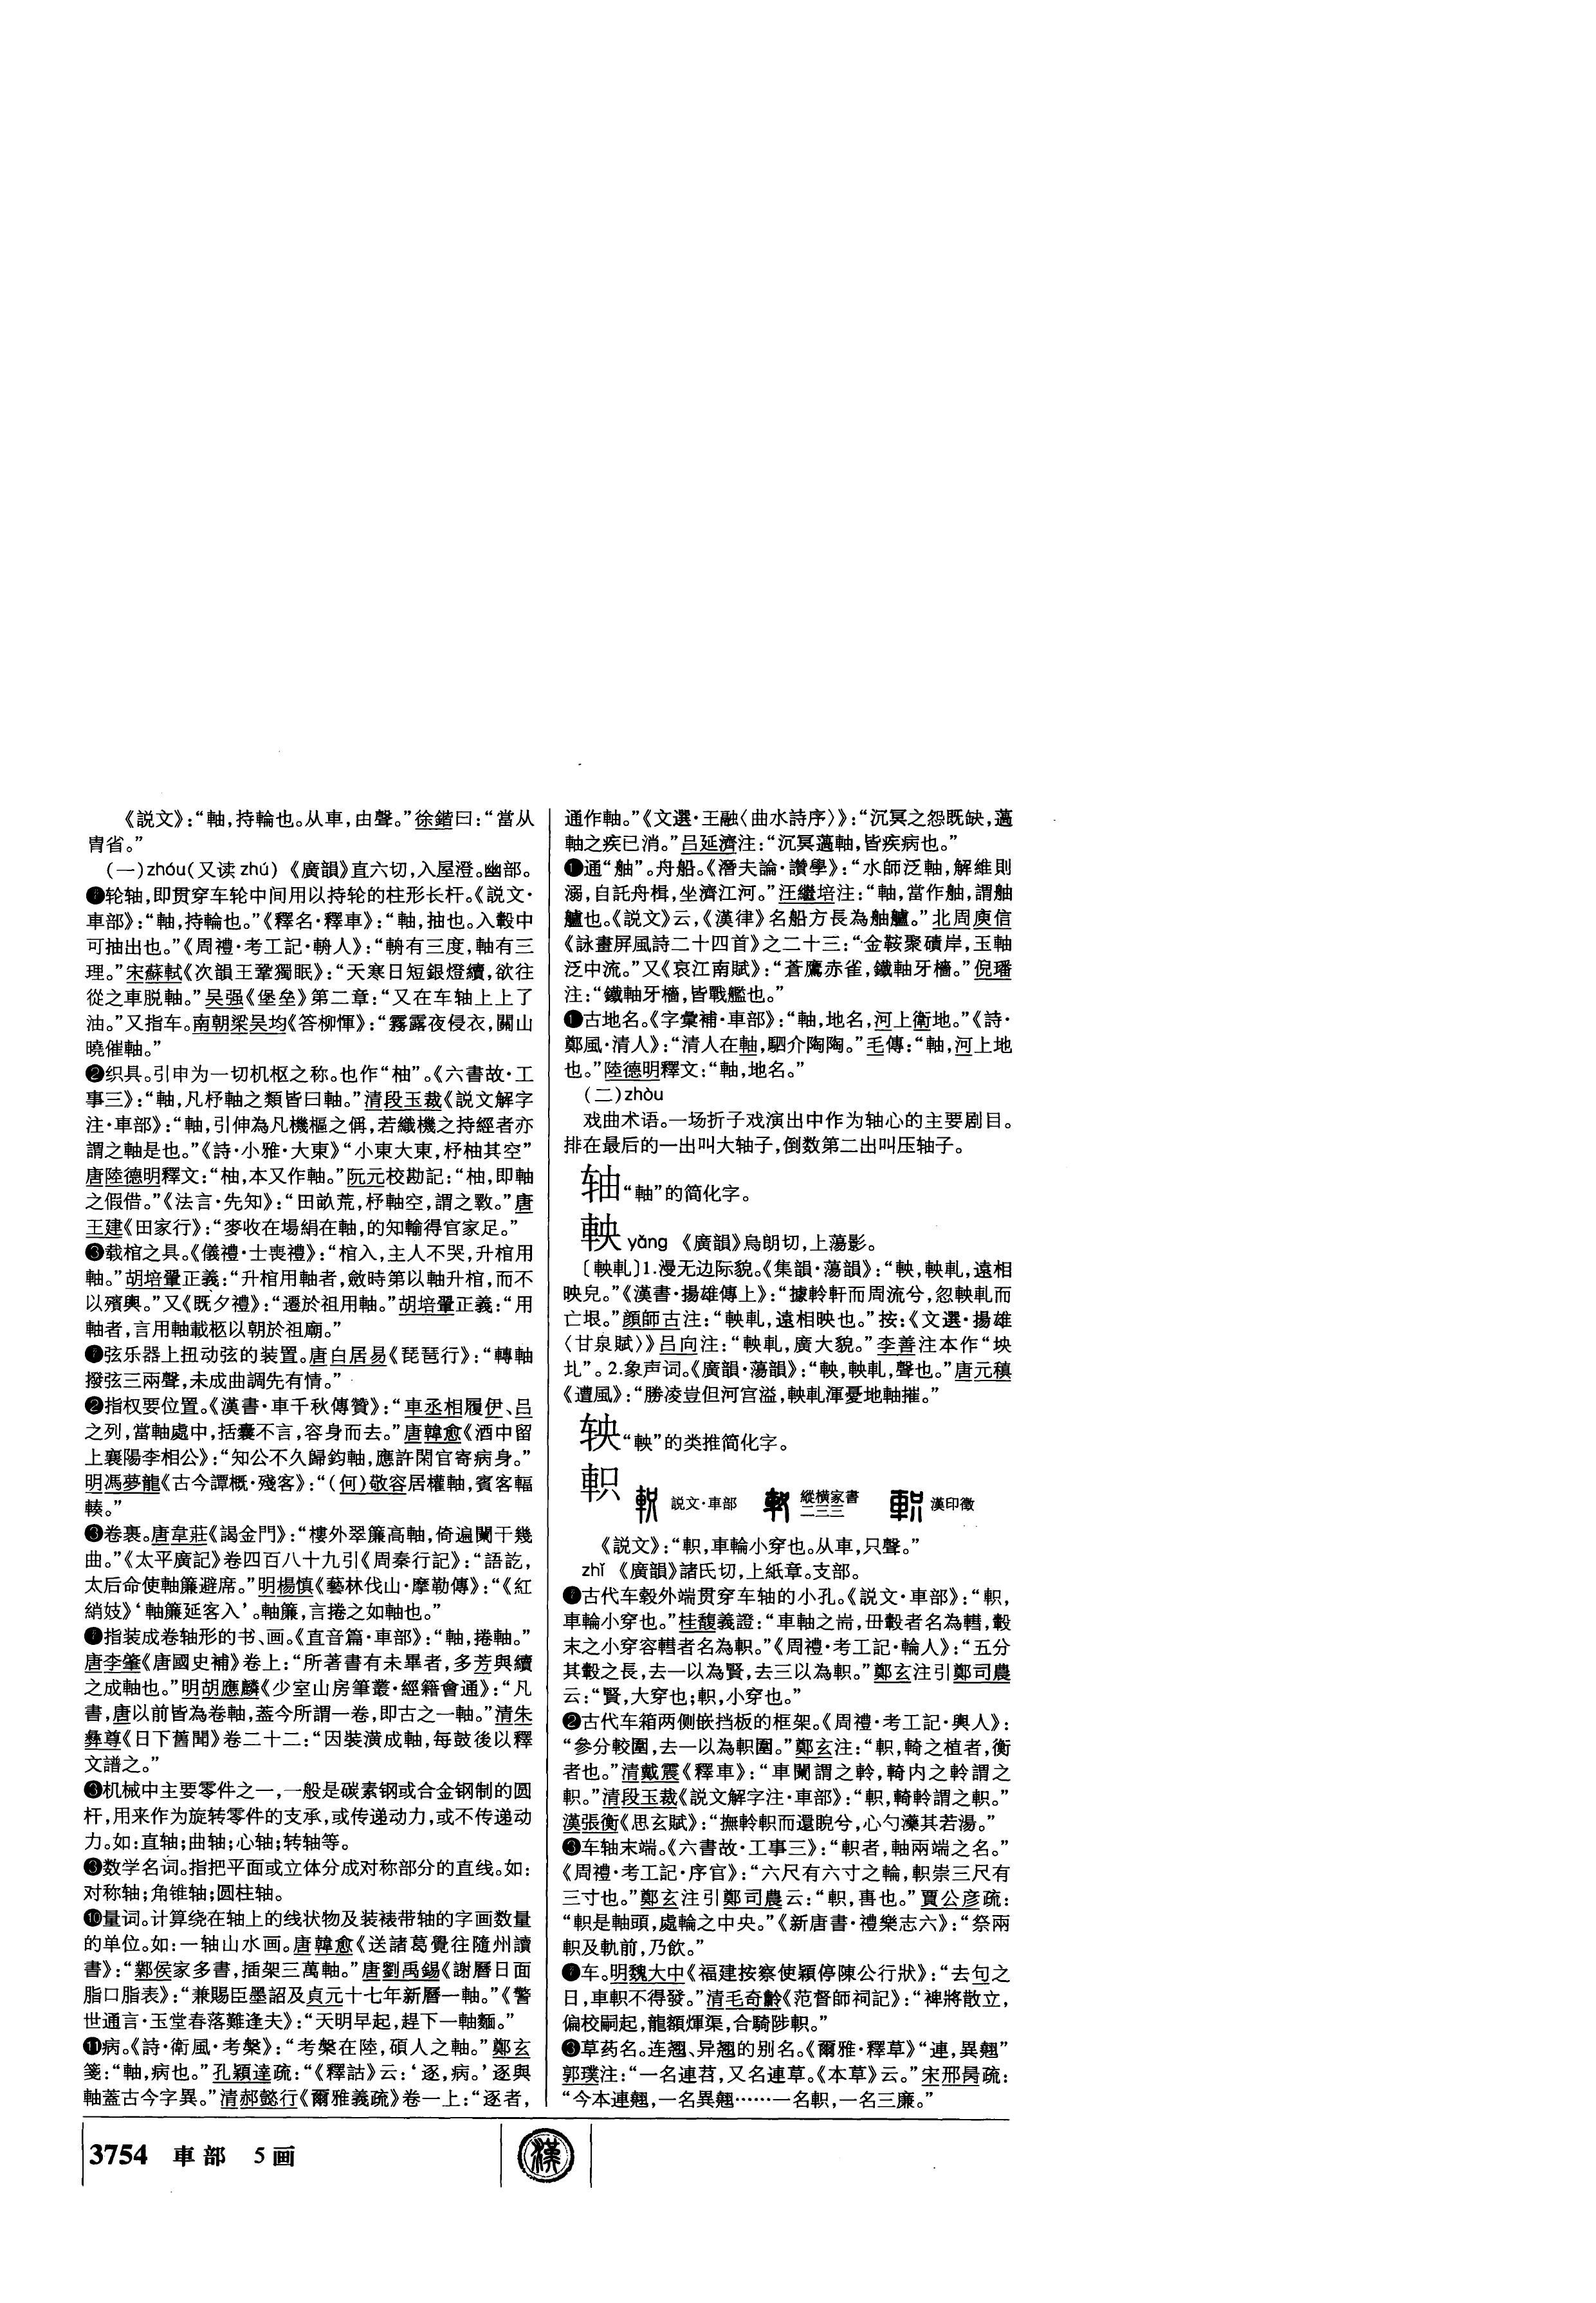 《説文》：“軸，持輪也。从車，由聲。”徐鍇曰：“當从
冑省。”
（一）zhóu（又读 zhú）《廣韻》直六切，入屋澄。幽部。
❶轮轴，即贯穿车轮中间用以持轮的柱形长杆。《説文·
車部》：“軸，持輪也。”《釋名·釋車》：“軸，抽也。入轂中
可抽出也。”《周禮·考工記·輈人》：“輈有三度，軸有三
理。”宋蘇軾《次韻王鞏獨眠》：“天寒日短銀燈續，欲往
從之車脱軸。”吴强《堡垒》第二章：“又在车轴上上了
油。”又指车。南朝梁吴均《答柳惲》：“霧露夜侵衣，關山
曉催軸。”
❷织具。引申为一切机枢之称。也作“柚”。《六書故·工
事三》：“軸，凡杼軸之類皆曰軸。”清段玉裁《説文解字
注·車部》：“軸，引伸為凡機樞之偁，若織機之持經者亦
謂之軸是也。”《詩·小雅·大東》“小東大東，杼柚其空”
唐陸德明釋文：“柚，本又作軸。”阮元校勘記：“柚，即軸
之假借。”《法言·先知》：“田畝荒，杼軸空，謂之斁。”唐
王建《田家行》：“麥收在場絹在軸，的知輸得官家足。”
❸载棺之具。《儀禮·士喪禮》：“棺入，主人不哭，升棺用
軸。”胡培翬正義：“升棺用軸者，斂時第以軸升棺，而不
以殯輿。”又《既夕禮》：“遷於祖用軸。”胡培翬正義：“用
軸者，言用軸載柩以朝於祖廟。”
弦乐器上扭动弦的装置。唐白居易《琵琶行》：“轉軸
撥弦三兩聲，未成曲調先有情。”
❷指权要位置。《漢書·車千秋傳贊》：“車丞相履伊、吕
之列，當軸處中，括囊不言，容身而去。”唐韓愈《酒中留
上襄陽李相公》：“知公不久歸鈞軸，應許閑官寄病身。”
明馮夢龍《古今譚概·殘客》：“（何）敬容居權軸，賓客輻
輳。”
❸卷裹。唐韋莊《謁金門》：“樓外翠簾高軸，倚遍闌干幾
曲。”《太平廣記》卷四百八十九引《周秦行記》：“語訖，
太后命使軸簾避席。”明楊慎《藝林伐山·摩勒傳》：“《紅
綃妓》‘軸簾延客入’。軸簾，言捲之如軸也。”
指装成卷轴形的书、画。《直音篇·車部》：“軸，捲軸。”
唐李肇《唐國史補》卷上：“所著書有未畢者，多芳與續
之成軸也。”明胡應麟《少室山房筆叢·經籍會通》：“凡
書，唐以前皆為卷軸，蓋今所謂一卷，即古之一軸。”清朱
彝尊《日下舊聞》卷二十二：“因裝潢成軸，每鼓後以釋
文譜之。”
❸机械中主要零件之一，一般是碳素钢或合金钢制的圆
杆，用来作为旋转零件的支承，或传递动力，或不传递动
力。如：直轴；曲轴；心轴；转轴等。
❸数学名词。指把平面或立体分成对称部分的直线。如：
对称轴；角锥轴；圆柱轴。
❿量词。计算绕在轴上的线状物及装裱带轴的字画数量
的单位。如：一轴山水画。唐韓愈《送諸葛覺往隨州讀
書》：“鄴侯家多書，插架三萬軸。”唐劉禹錫《謝曆日面
脂口脂表》：“兼賜臣墨詔及貞元十七年新曆一軸。”《警
世通言·玉堂春落難逢夫》：“天明早起，趕下一軸麵。”
⓫病。《詩·衛風·考槃》：“考槃在陸，碩人之軸。”鄭玄
箋：“軸，病也。”孔穎達疏：“《釋詁》云：‘逐，病。’逐與
軸蓋古今字異。”清郝懿行《爾雅義疏》卷一上：“逐者，
通作軸。”《文選·王融〈曲水詩序〉》：“沉冥之怨既缺，薖
軸之疾已消。”吕延濟注：“沉冥薖軸，皆疾病也。”
❶通“舳”。舟船。《潛夫論·讚學》：“水師泛軸，解維則
溺，自託舟楫，坐濟江河。”汪繼培注：“軸，當作舳，謂舳
艫也。《説文》云，《漢律》名船方長為舳艫。”北周庾信
《詠畫屏風詩二十四首》之二十三：“金鞍聚磧岸，玉軸
泛中流。”又《哀江南賦》：“蒼鷹赤雀，鐵軸牙檣。”倪璠
注：“鐵軸牙檣，皆戰艦也。”
❶古地名。《字彙補·車部》：“軸，地名，河上衛地。”《詩·
鄭風·清人》：“清人在軸，駟介陶陶。”毛傳：“軸，河上地
也。”陸德明釋文：“軸，地名。”
（二）zhòu
戏曲术语。一场折子戏演出中作为轴心的主要剧目。
排在最后的一出叫大轴子，倒数第二出叫压轴子。
轴 “軸”的简化字。
軮 yǎng 《廣韻》烏朗切，上蕩影。
〔軮軋〕1.漫无边际貌。《集韻·蕩韻》：“軮，軮軋，遠相
映皃。”《漢書·揚雄傳上》：“據軨軒而周流兮，忽軮軋而
亡垠。”顔師古注：“軮軋，遠相映也。”按：《文選·揚雄
〈甘泉賦〉》吕向注：“軮軋，廣大貌。”李善注本作“坱
圠”。2.象声词。《廣韻·蕩韻》：“軮，軮軋，聲也。”唐元稹
《遭風》：“勝凌豈但河宫溢，軮軋渾憂地軸摧。”
䡎 “軮”的类推简化字。
軹 説文·車部 縱横家書二三三 漢印徵
《説文》：“軹，車輪小穿也。从車，只聲。”
zhǐ 《廣韻》諸氏切，上紙章。支部。
❶古代车毂外端贯穿车轴的小孔。《説文·車部》：“軹，
車輪小穿也。”桂馥義證：“車軸之耑，毌轂者名為轊，轂
末之小穿容轊者名為軹。”《周禮·考工記·輪人》：“五分
其轂之長，去一以為賢，去三以為軹。”鄭玄注引鄭司農
云：“賢，大穿也；軹，小穿也。”
❷古代车箱两侧嵌挡板的框架。《周禮·考工記·輿人》：
“參分較圍，去一以為軹圍。”鄭玄注：“軹，輢之植者，衡
者也。”清戴震《釋車》：“車闌謂之軨，輢内之軨謂之
軹。”清段玉裁《説文解字注·車部》：“軹，輢軨謂之軹。”
漢張衡《思玄賦》：“撫軨軹而還睨兮，心勺藥其若湯。”
❸车轴末端。《六書故·工事三》：“軹者，軸兩端之名。”
《周禮·考工記·序官》：“六尺有六寸之輪，軹崇三尺有
三寸也。”鄭玄注引鄭司農云：“軹，軎也。”賈公彦疏：
“軹是軸頭，處輪之中央。”《新唐書·禮樂志六》：“祭兩
軹及軌前，乃飲。”
车。明魏大中《福建按察使穎停陳公行狀》：“去句之
日，車軹不得發。”清毛奇齡《范督師祠記》：“裨將散立，
偏校嗣起，龍額煇渠，合騎陟軹。”
❸草药名。连翘、异翘的别名。《爾雅·釋草》“連，異翹”
郭璞注：“一名連苕，又名連草。《本草》云。”宋邢昺疏：
“今本連翹，一名異翹……一名軹，一名三廉。”
3754 車部 5画
漢